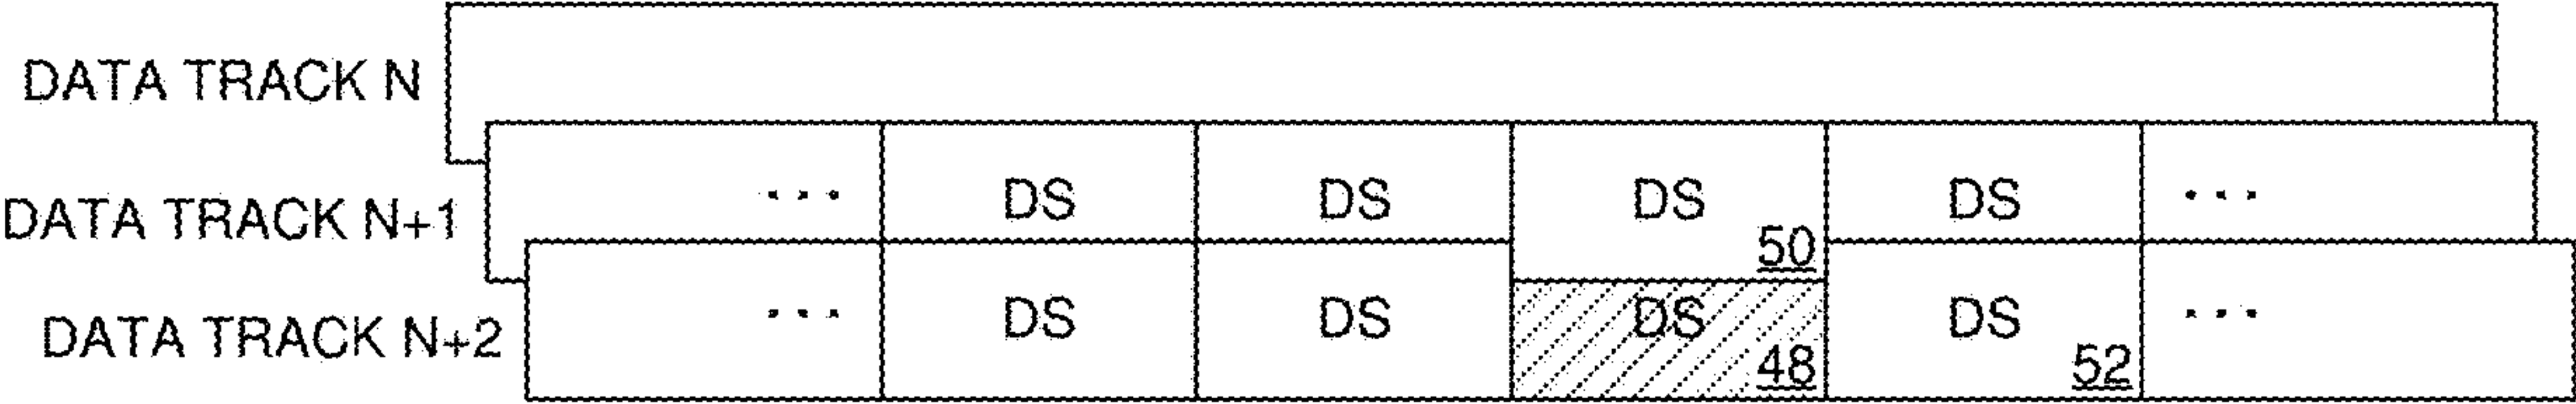 DATA TRACK N
DATA TRACK N+1 ... DS DS DS 50 DS ...
DATA TRACK N+2 ... DS DS DS 48 DS 52 ...